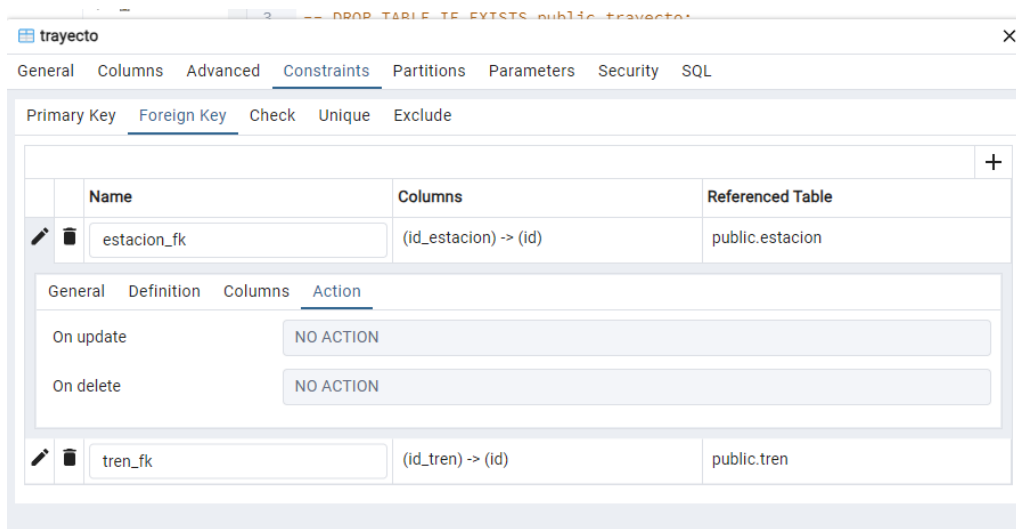 3 -- DROP TABLE IF EXISTS public.trayecto;
trayecto
General Columns Advanced Constraints Partitions Parameters Security SQL
Primary Key Foreign Key Check Unique Exclude
Name Columns Referenced Table
estacion_fk (id_estacion) -> (id) public.estacion
General Definition Columns Action
On update NO ACTION
On delete NO ACTION
tren_fk (id_tren) -> (id) public.tren